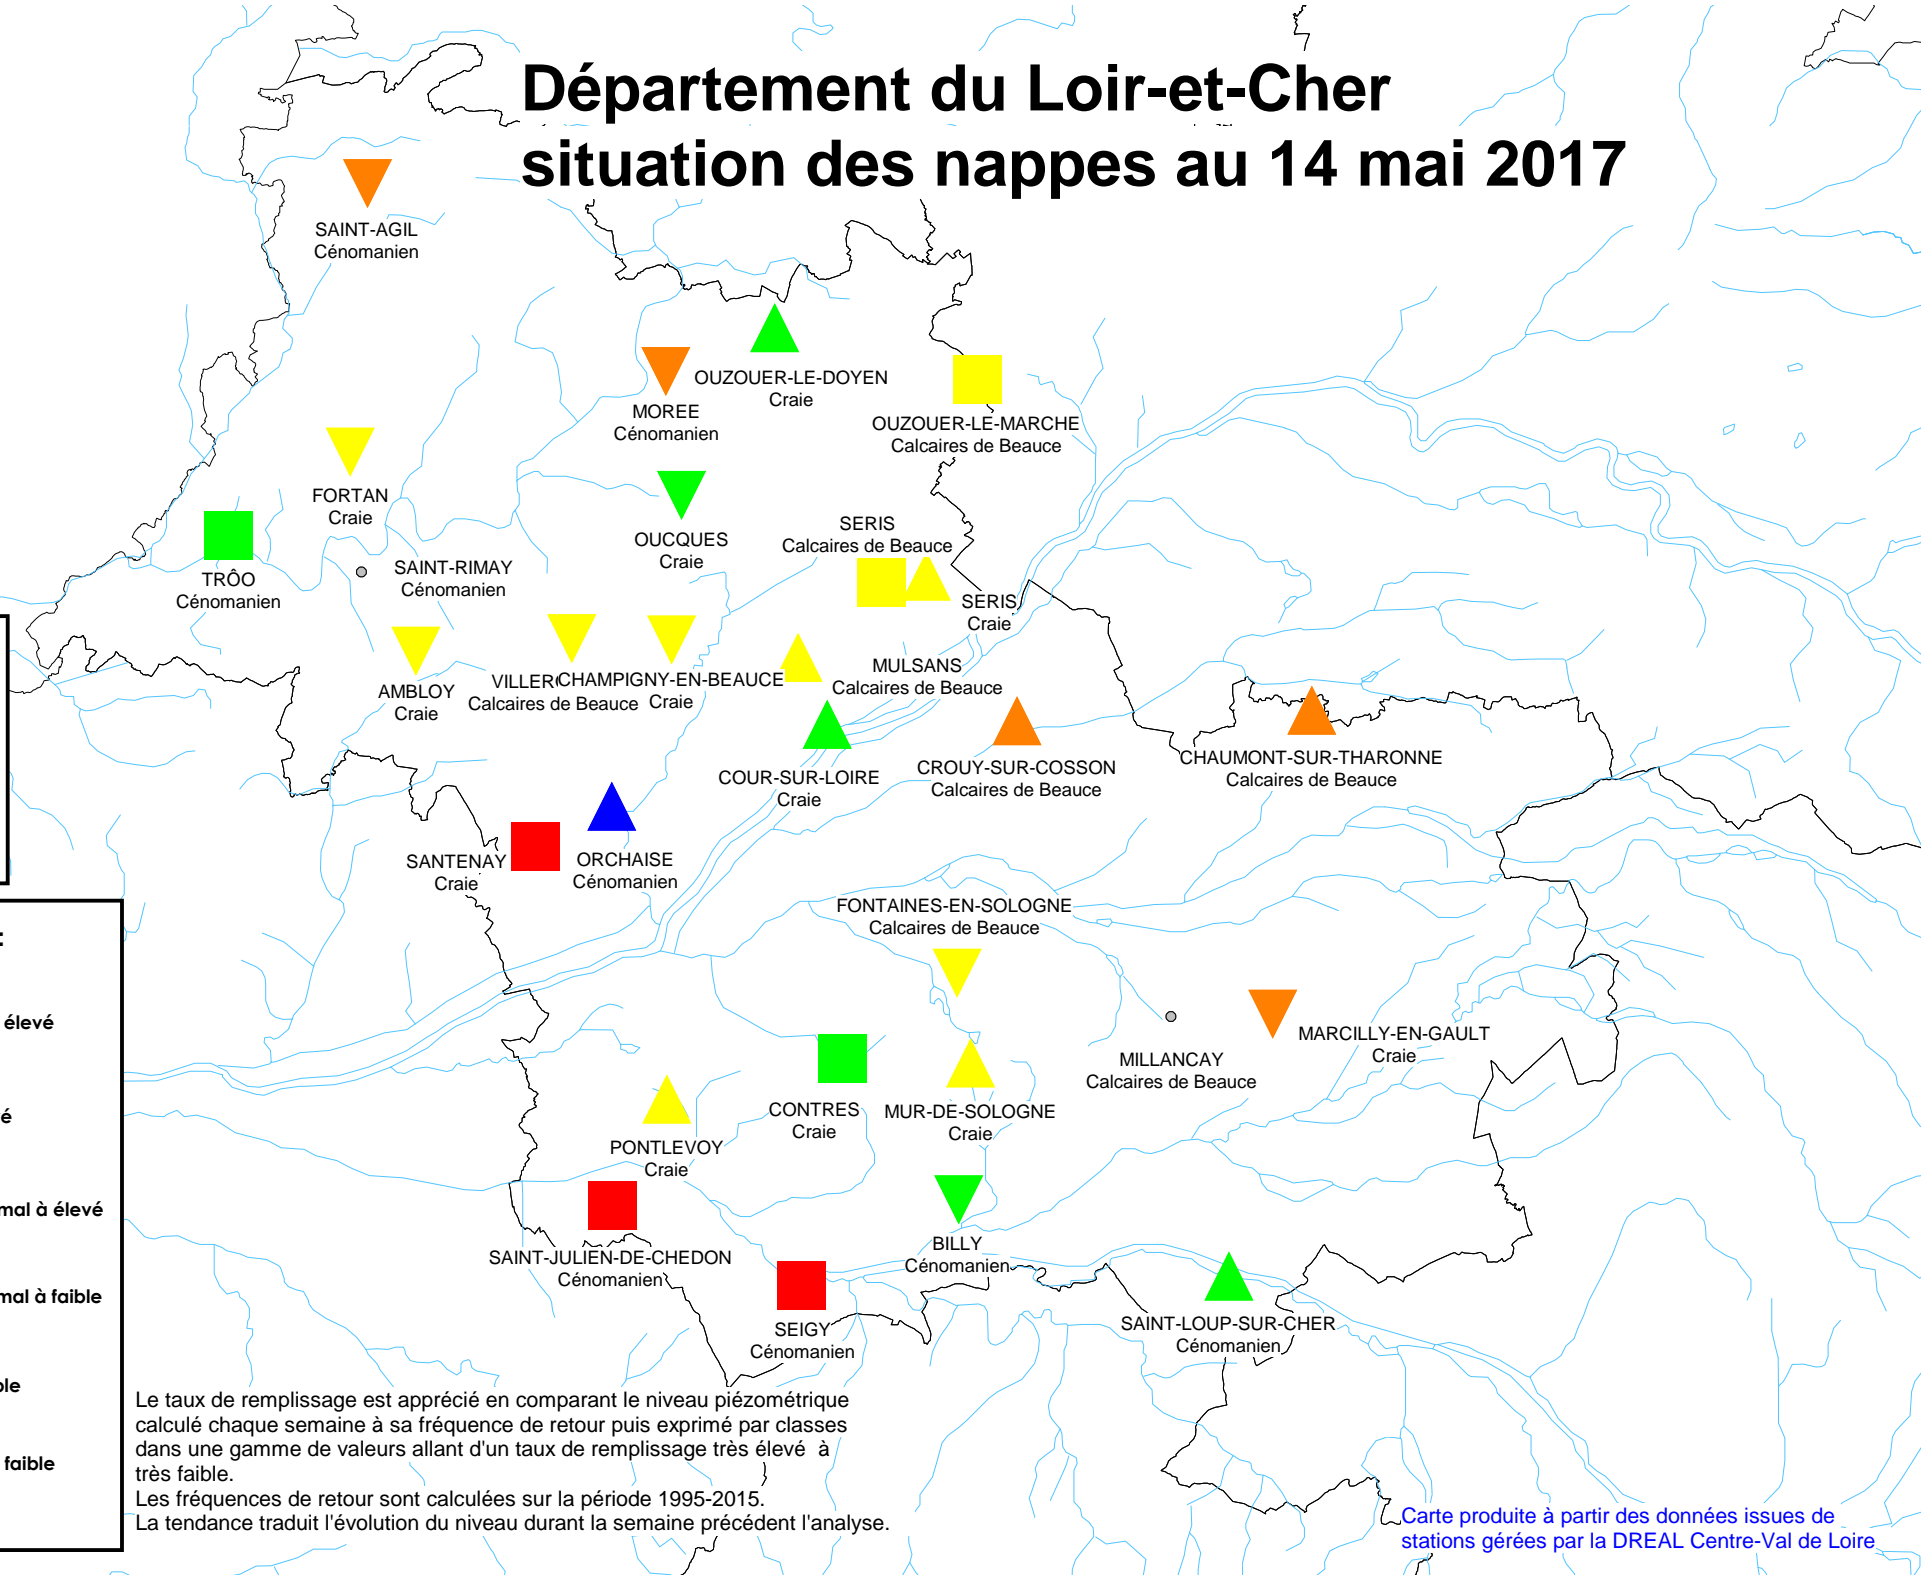 Département du Loir-et-Cher
situation des nappes au 14 mai 2017
SAINT-AGIL
Cénomanien
OUZOUER-LE-DOYEN
Craie
MOREE
Cénomanien
OUZOUER-LE-MARCHE
Calcaires de Beauce
FORTAN
Craie
OUCQUES
Craie
SERIS
Calcaires de Beauce
TRÔO
Cénomanien
SAINT-RIMAY
Cénomanien
SERIS
Craie
AMBLOY
Craie
Calcaires de Beauce
CHAMPIGNY-EN-BEAUCE
Craie
MULSANS
Calcaires de Beauce
COUR-SUR-LOIRE
Craie
CROUY-SUR-COSSON
Calcaires de Beauce
CHAUMONT-SUR-THARONNE
Calcaires de Beauce
SANTENAY
Craie
ORCHAISE
Cénomanien
FONTAINES-EN-SOLOGNE
Calcaires de Beauce
MARCILLY-EN-GAULT
Craie
MILLANCAY
Calcaires de Beauce
CONTRES
Craie
MUR-DE-SOLOGNE
Craie
PONTLEVOY
Craie
SAINT-JULIEN-DE-CHEDON
Cénomanien
BILLY
Cénomanien
SEIGY
Cénomanien
SAINT-LOUP-SUR-CHER
Cénomanien
:
élevé
é
mal à élevé
mal à faible
ble
faible
Le taux de remplissage est apprécié en comparant le niveau piézométrique
calculé chaque semaine à sa fréquence de retour puis exprimé par classes
dans une gamme de valeurs allant d'un taux de remplissage très élevé à
très faible.
Les fréquences de retour sont calculées sur la période 1995-2015.
La tendance traduit l'évolution du niveau durant la semaine précédent l'analyse.
Carte produite à partir des données issues de
stations gérées par la DREAL Centre-Val de Loire